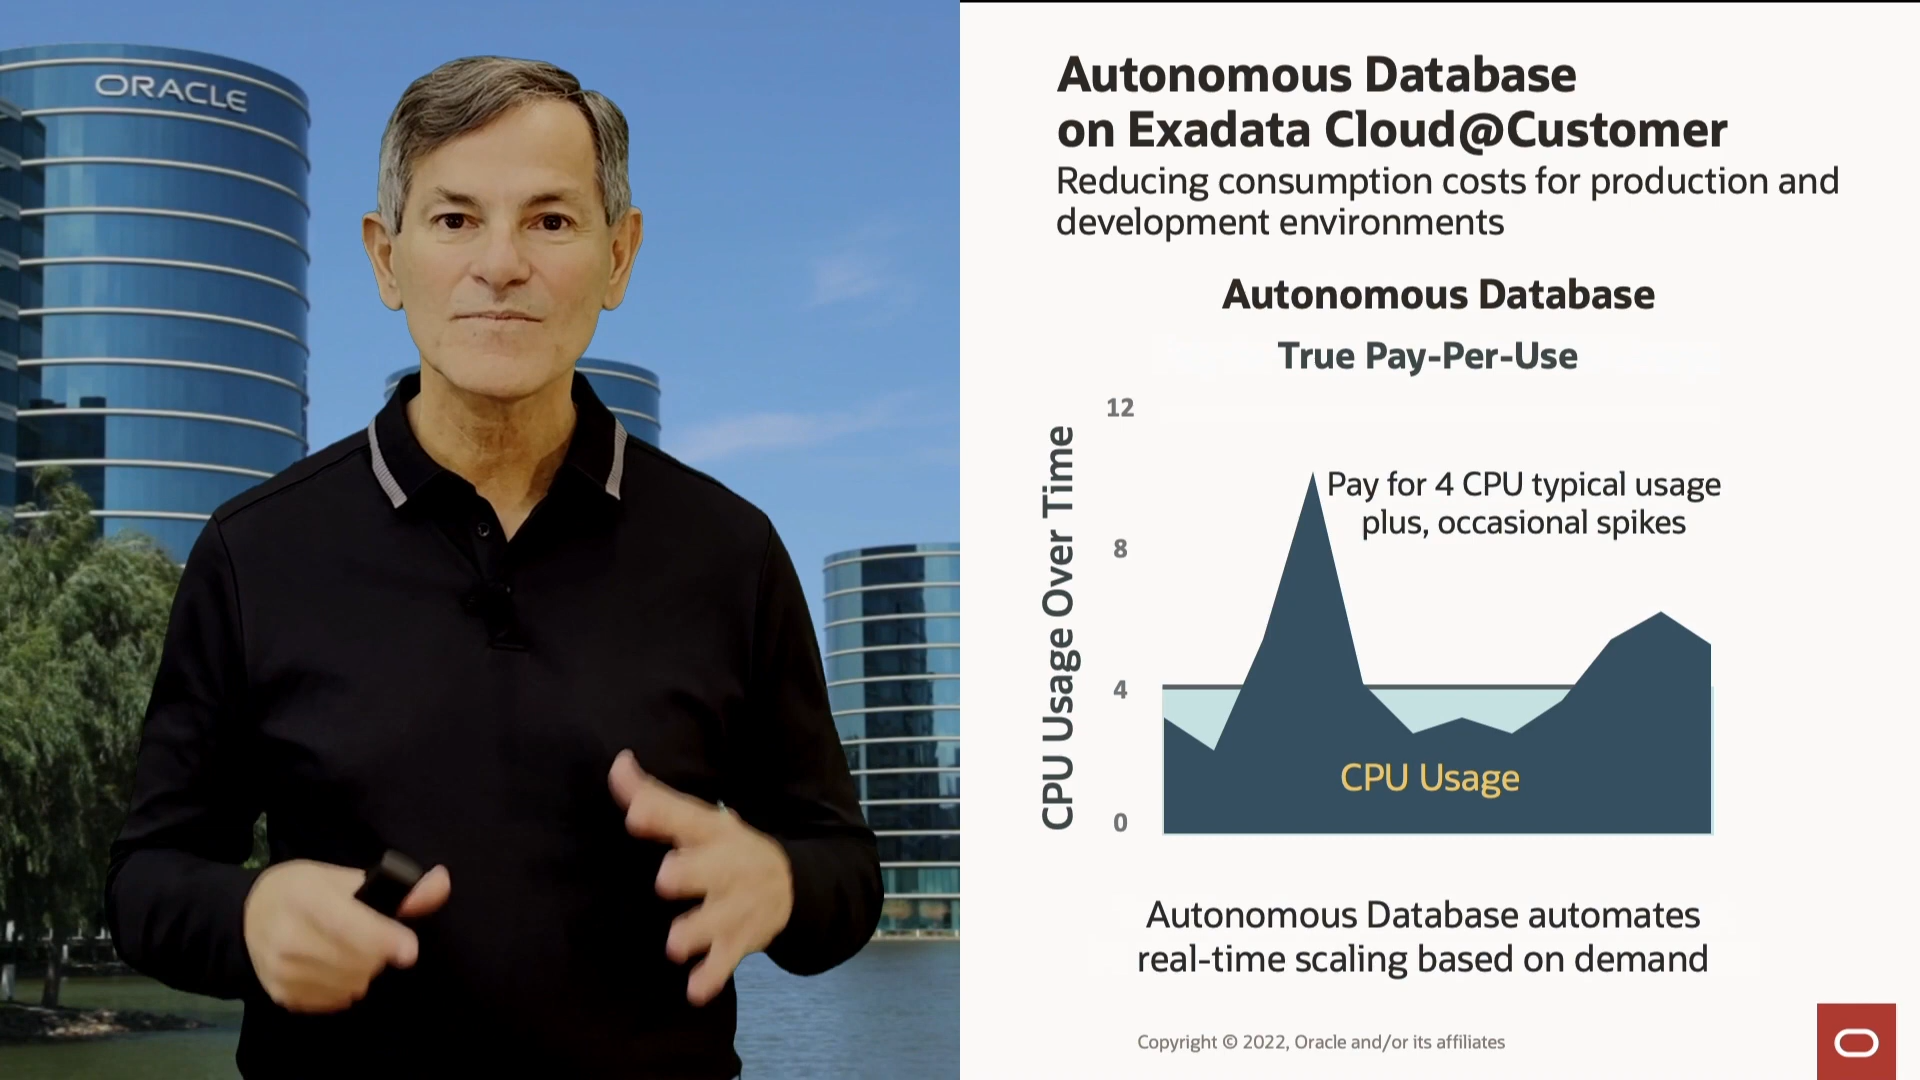 ORACLE
Autonomous Database
on Exadata Cloud@Customer
Reducing consumption costs for production and
development environments
Autonomous Database
True Pay-Per-Use
CPU Usage Over Time
12
8
4
0
Pay for 4 CPU typical usage
plus, occasional spikes
CPU Usage
Autonomous Database automates
real-time scaling based on demand
Copyright © 2022, Oracle and/or its affiliates